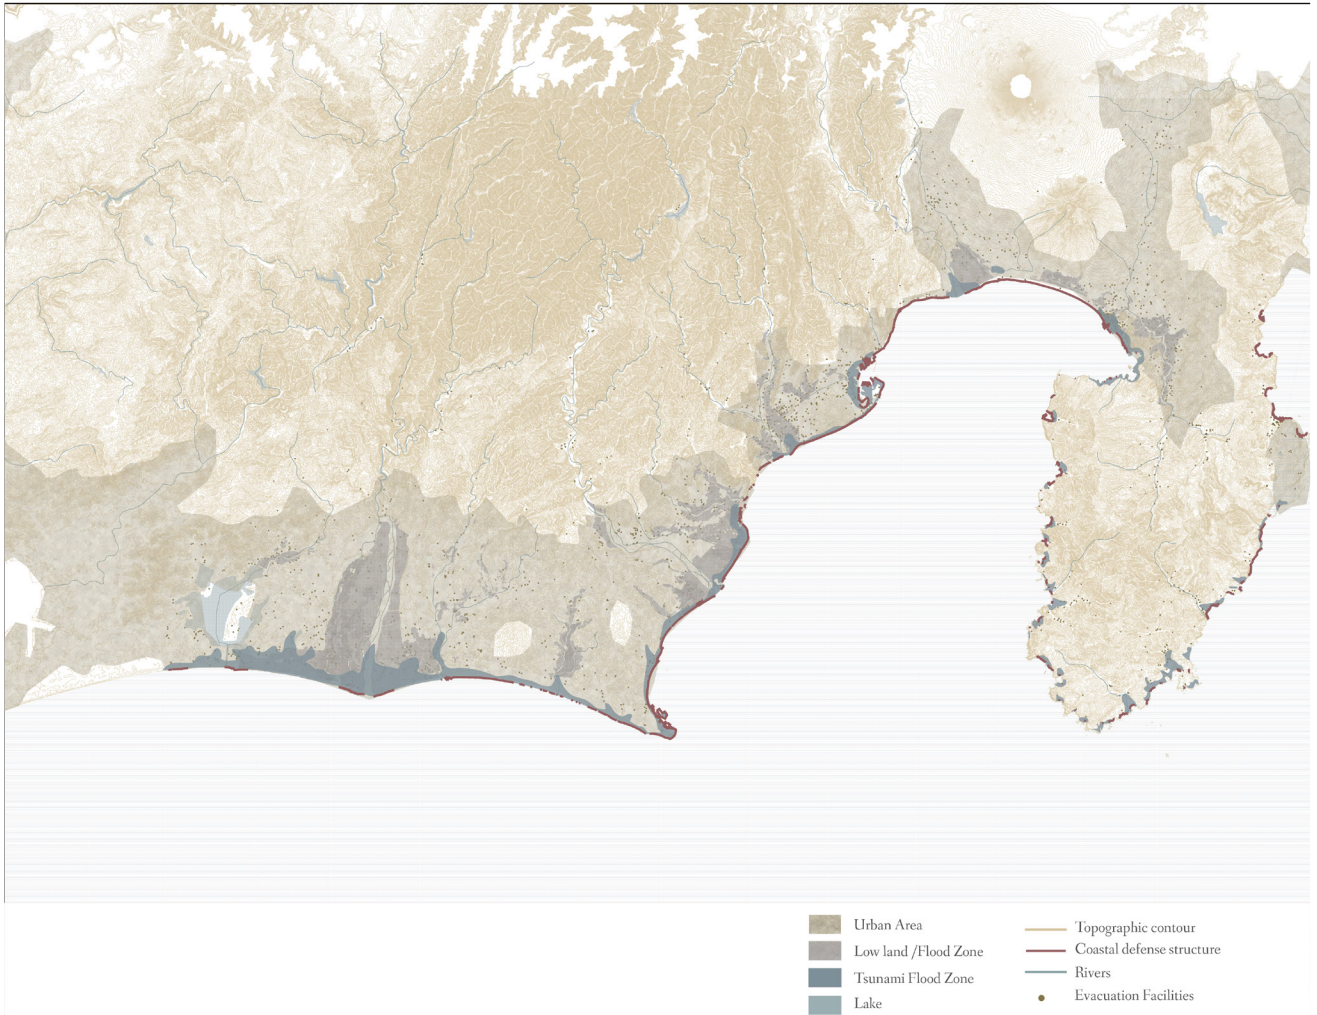 Urban Area
Low land /Flood Zone
Tsunami Flood Zone
Lake
Topographic contour
Coastal defense structure
Rivers
Evacuation Facilities